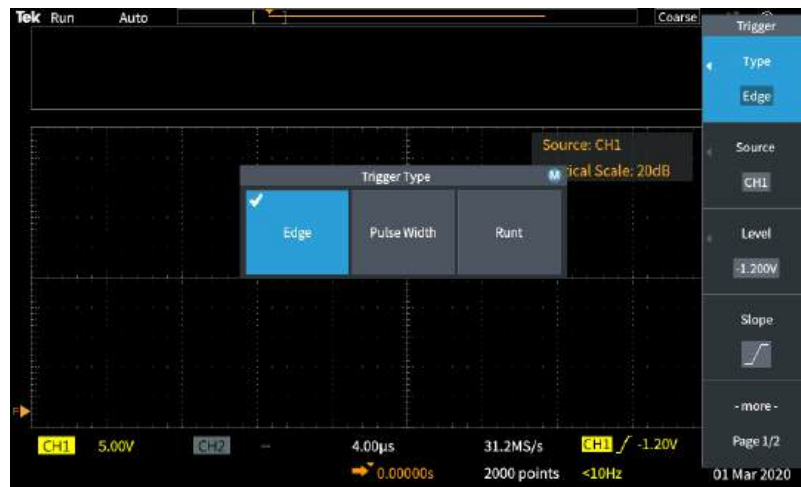 Tek Run Auto Coarse
Trigger
Type
Edge
Source: CH1
ical Scale: 20dB
Source
CH1
Trigger Type M
Edge Pulse Width Runt
Level
-1.200V
Slope
F
- more -
Page 1/2
CH1 5.00V CH2 -- 4.00µs 31.2MS/s CH1 -1.20V
0.00000s 2000 points <10Hz 01 Mar 2020